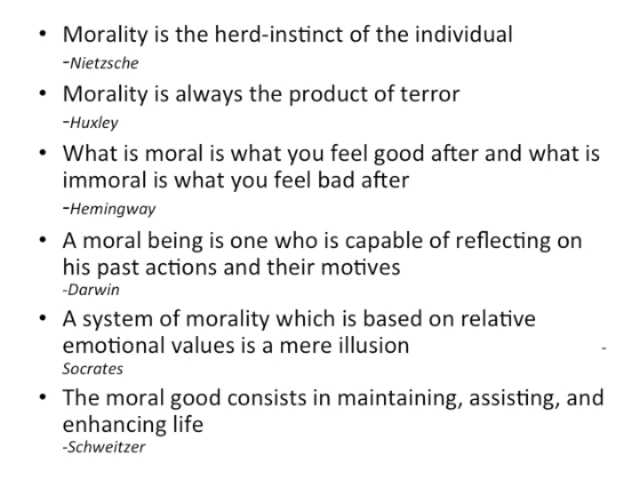 • Morality is the herd-instinct of the individual
-Nietzsche
• Morality is always the product of terror
-Huxley
• What is moral is what you feel good after and what is
immoral is what you feel bad after
-Hemingway
• A moral being is one who is capable of reflecting on
his past actions and their motives
-Darwin
• A system of morality which is based on relative
emotional values is a mere illusion -
Socrates
• The moral good consists in maintaining, assisting, and
enhancing life
-Schweitzer